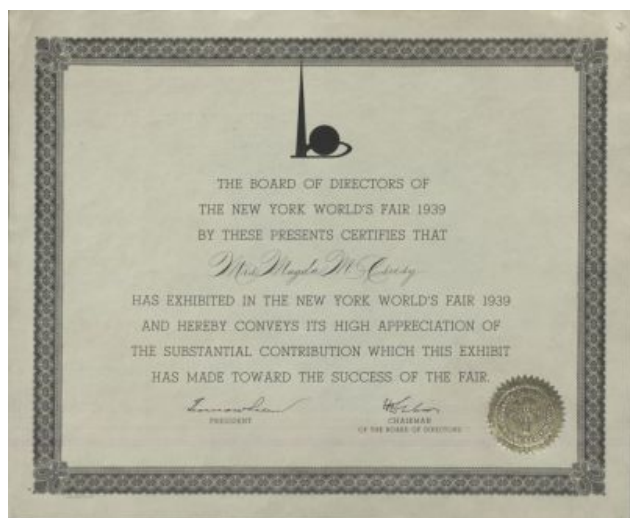 THE BOARD OF DIRECTORS OF
THE NEW YORK WORLD'S FAIR 1939
BY THESE PRESENTS CERTIFIES THAT
Mrs. Magda M
HAS EXHIBITED IN THE NEW YORK WORLD'S FAIR 1939
AND HEREBY CONVEYS ITS HIGH APPRECIATION OF
THE SUBSTANTIAL CONTRIBUTION WHICH THIS EXHIBIT
HAS MADE TOWARD THE SUCCESS OF THE FAIR.
PRESIDENT
CHAIRMAN
OF THE BOARD OF DIRECTORS